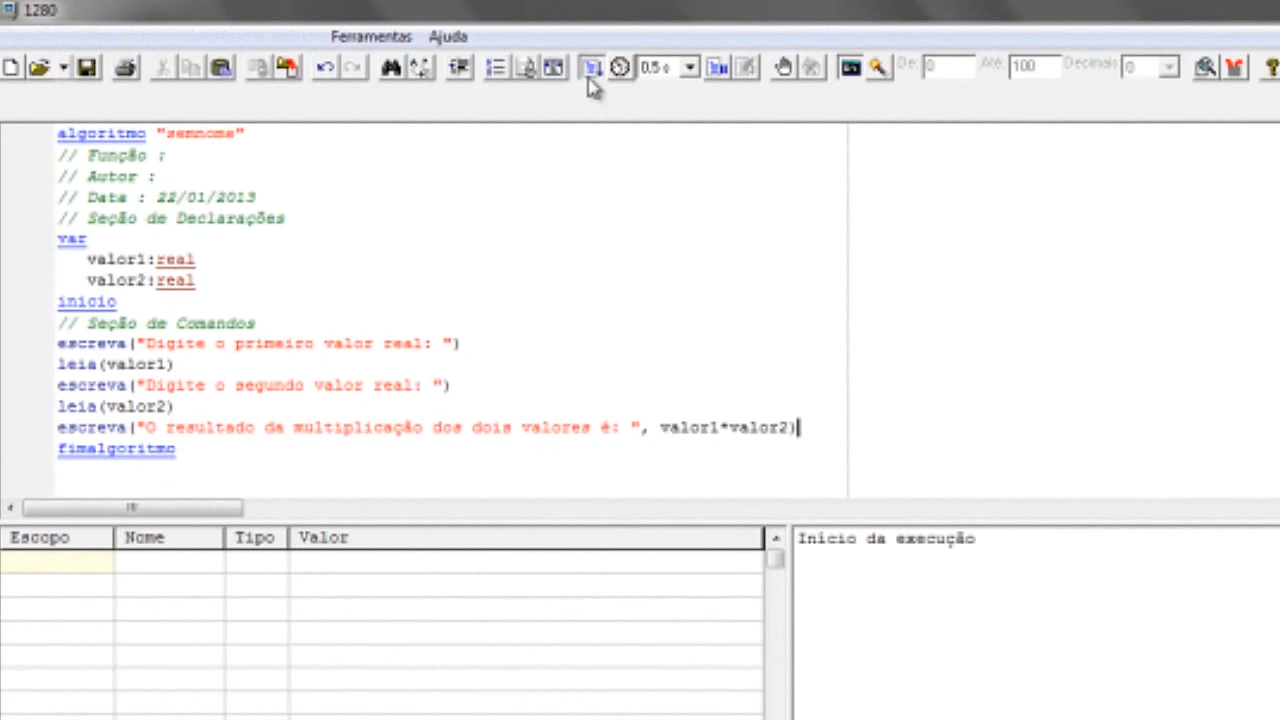 1280
Ferramentas Ajuda
0,5 s De: 0 Até: 100 Decimais: 0
algoritmo "semnome"
// Função :
// Autor :
// Data : 22/01/2013
// Seção de Declarações
var
valor1:real
valor2:real
inicio
// Seção de Comandos
escreva("Digite o primeiro valor real: ")
leia(valor1)
escreva("Digite o segundo valor real: ")
leia(valor2)
escreva("O resultado da multiplicação dos dois valores é: ", valor1*valor2)
fimalgoritmo
Escopo Nome Tipo Valor
Início da execução